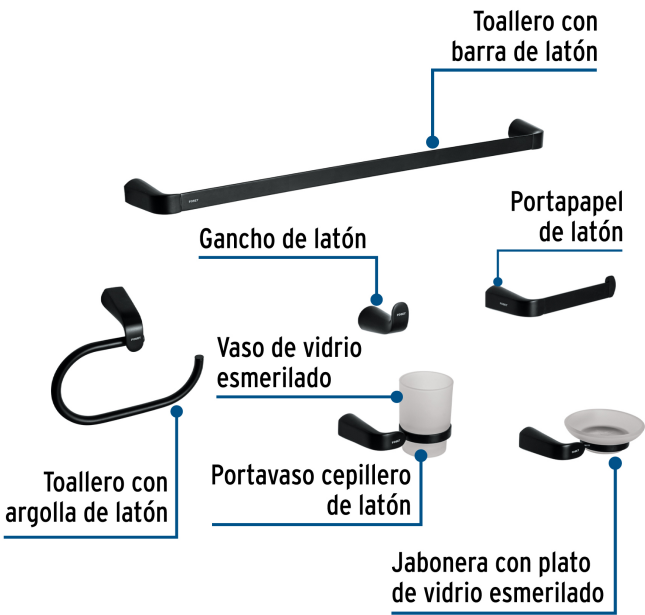 Toallero con
barra de latón
Portapapel
de latón
Gancho de latón
Vaso de vidrio
esmerilado
Portavaso cepillero
de latón
Toallero con
argolla de latón
Jabonera con plato
de vidrio esmerilado